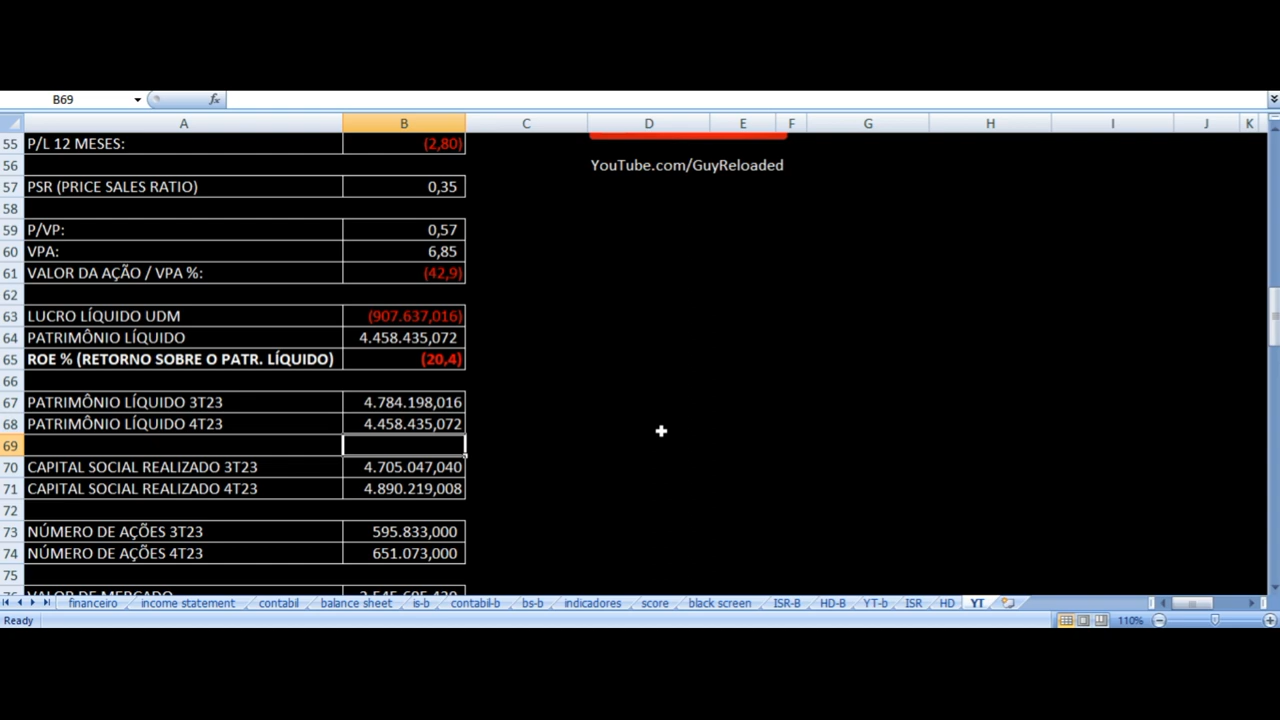 B69
fx
A B C D E F G H I J K
55 P/L 12 MESES: (2,80)
56 YouTube.com/GuyReloaded
57 PSR (PRICE SALES RATIO) 0,35
58
59 P/VP: 0,57
60 VPA: 6,85
61 VALOR DA AÇÃO / VPA %: (42,9)
62
63 LUCRO LÍQUIDO UDM (907.637,016)
64 PATRIMÔNIO LÍQUIDO 4.458.435,072
65 ROE % (RETORNO SOBRE O PATR. LÍQUIDO) (20,4)
66
67 PATRIMÔNIO LÍQUIDO 3T23 4.784.198,016
68 PATRIMÔNIO LÍQUIDO 4T23 4.458.435,072
69
70 CAPITAL SOCIAL REALIZADO 3T23 4.705.047,040
71 CAPITAL SOCIAL REALIZADO 4T23 4.890.219,008
72
73 NÚMERO DE AÇÕES 3T23 595.833,000
74 NÚMERO DE AÇÕES 4T23 651.073,000
75
76 VALOR DE MERCADO
financeiro income statement contabil balance sheet is-b contabil-b bs-b indicadores score black screen ISR-B HD-B YT-b ISR HD YT
Ready 110%